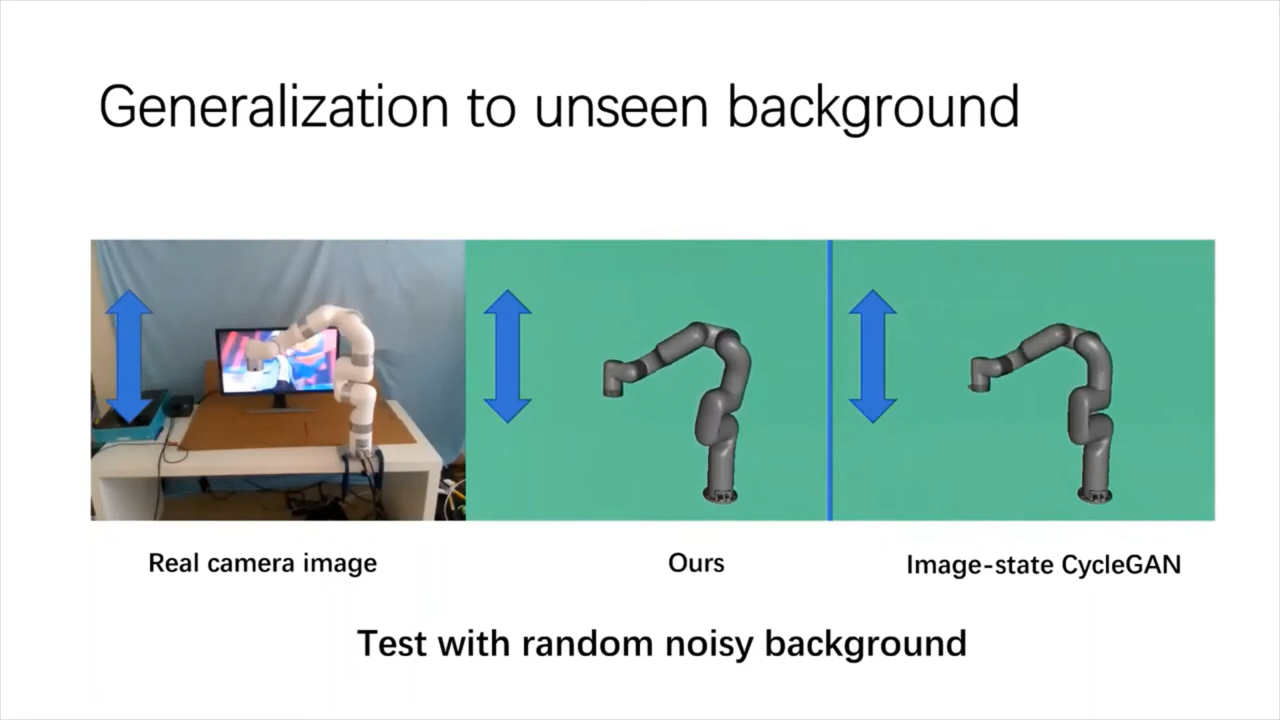 Generalization to unseen background
Real camera image
Ours
Image-state CycleGAN
Test with random noisy background